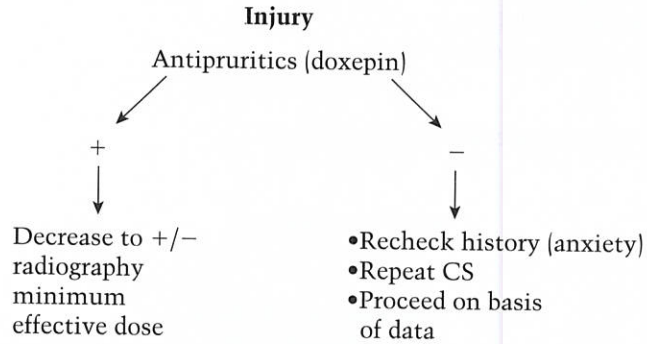 Injury
Antipruritics (doxepin)
+
−
Decrease to +/−
radiography
minimum
effective dose
•Recheck history (anxiety)
•Repeat CS
•Proceed on basis
of data